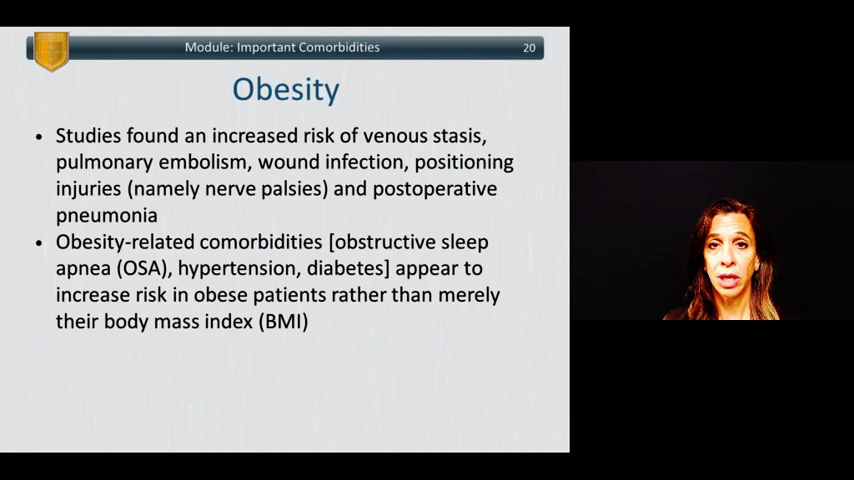 Module: Important Comorbidities
20
Obesity
• Studies found an increased risk of venous stasis,
pulmonary embolism, wound infection, positioning
injuries (namely nerve palsies) and postoperative
pneumonia
• Obesity-related comorbidities [obstructive sleep
apnea (OSA), hypertension, diabetes] appear to
increase risk in obese patients rather than merely
their body mass index (BMI)